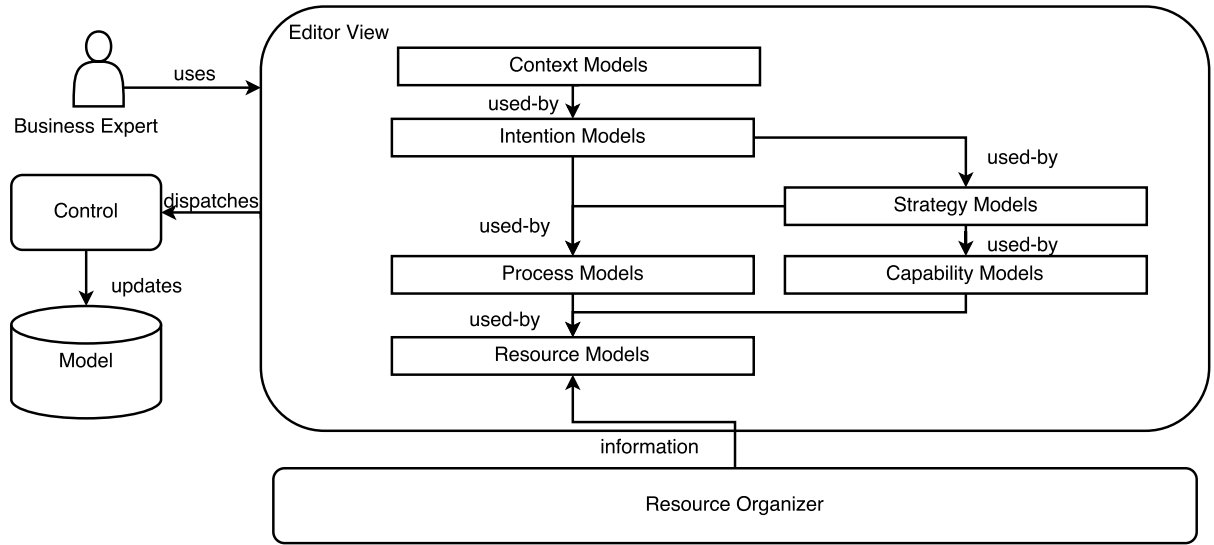 Editor View
Context Models
uses
used-by
Business Expert
Intention Models
used-by
dispatches
Control
Strategy Models
used-by
used-by
Process Models
Capability Models
updates
used-by
Model
Resource Models
information
Resource Organizer